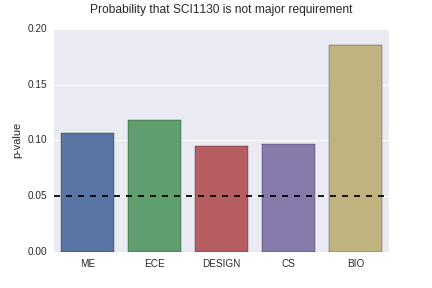 Probability that SCI1130 is not major requirement
0.20
0.15
0.10
0.05
0.00
p-value
ME ECE DESIGN CS BIO